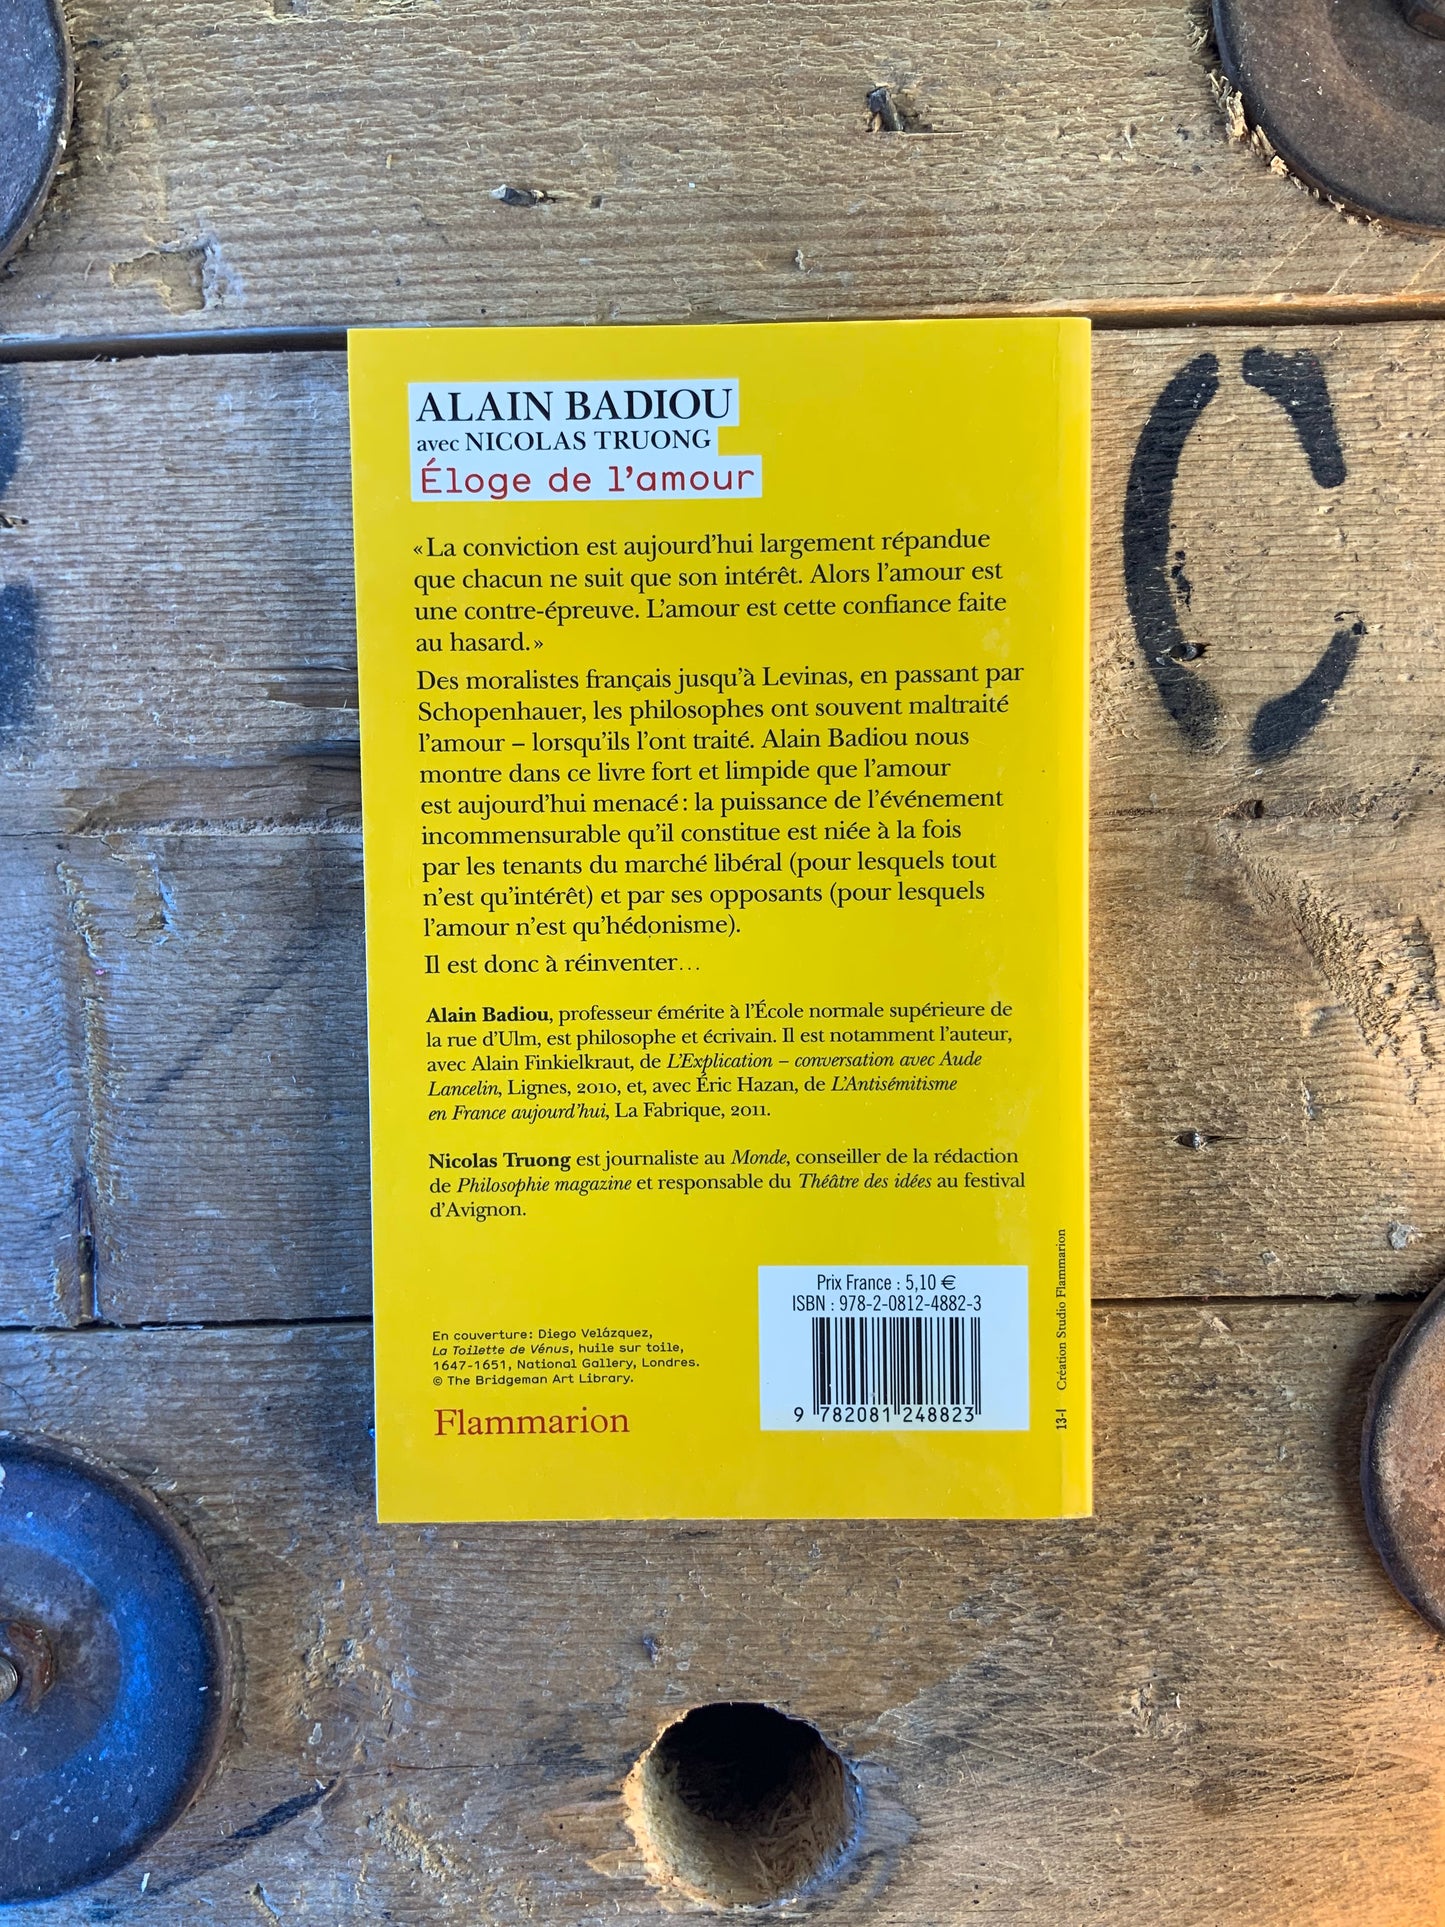 ALAIN BADIOU
avec NICOLAS TRUONG
Éloge de l'amour
« La conviction est aujourd'hui largement répandue
que chacun ne suit que son intérêt. Alors l'amour est
une contre-épreuve. L'amour est cette confiance faite
au hasard. »
Des moralistes français jusqu'à Levinas, en passant par
Schopenhauer, les philosophes ont souvent maltraité
l'amour – lorsqu'ils l'ont traité. Alain Badiou nous
montre dans ce livre fort et limpide que l'amour
est aujourd'hui menacé : la puissance de l'événement
incommensurable qu'il constitue est niée à la fois
par les tenants du marché libéral (pour lesquels tout
n'est qu'intérêt) et par ses opposants (pour lesquels
l'amour n'est qu'hédonisme).
Il est donc à réinventer…
Alain Badiou, professeur émérite à l'École normale supérieure de
la rue d'Ulm, est philosophe et écrivain. Il est notamment l'auteur,
avec Alain Finkielkraut, de L'Explication – conversation avec Aude
Lancelin, Lignes, 2010, et, avec Éric Hazan, de L'Antisémitisme
en France aujourd'hui, La Fabrique, 2011.
Nicolas Truong est journaliste au Monde, conseiller de la rédaction
de Philosophie magazine et responsable du Théâtre des idées au festival
d'Avignon.
En couverture : Diego Velázquez,
La Toilette de Vénus, huile sur toile,
1647-1651, National Gallery, Londres.
© The Bridgeman Art Library.
Flammarion
Prix France : 5,10 €
ISBN : 978-2-0812-4882-3
9 782081 248823
13-I Création Studio Flammarion
C